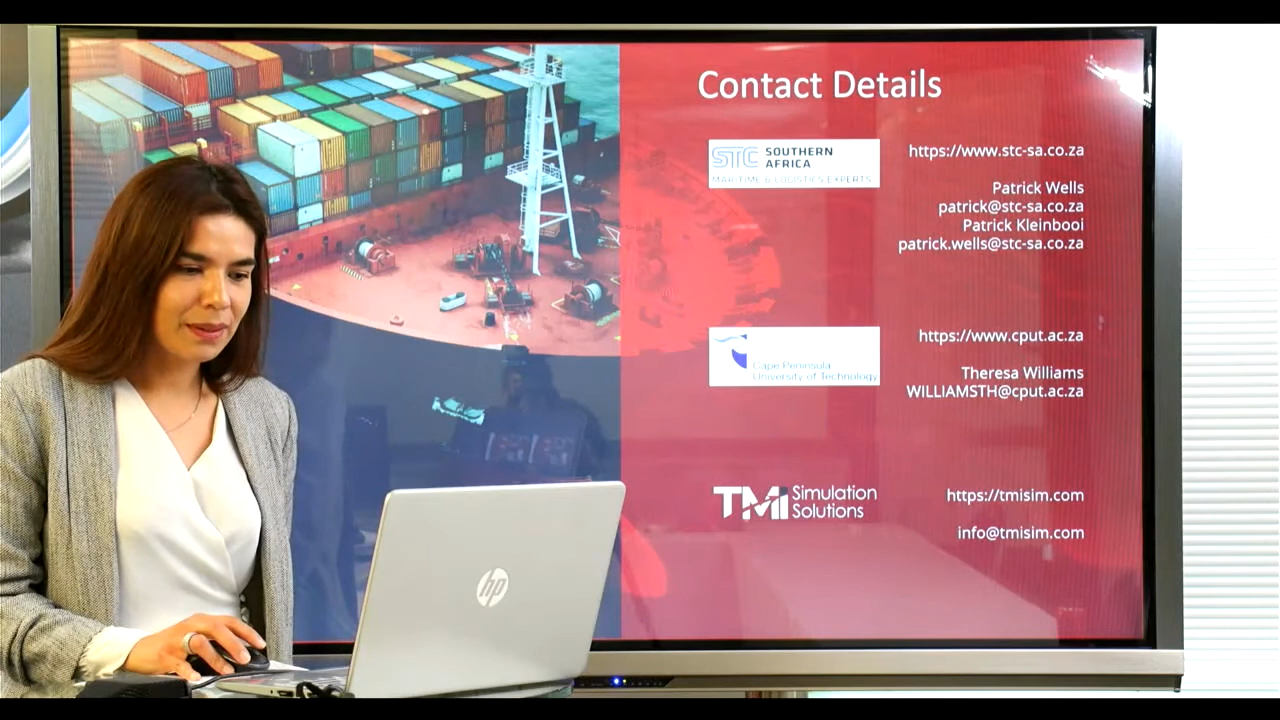 Contact Details
STC SOUTHERN
AFRICA
MARITIME & LOGISTICS EXPERTS
https://www.stc-sa.co.za
Patrick Wells
patrick@stc-sa.co.za
Patrick Kleinbooi
patrick.wells@stc-sa.co.za
Cape Peninsula
University of Technology
https://www.cput.ac.za
Theresa Williams
WILLIAMSTH@cput.ac.za
TMI Simulation
Solutions
https://tmisim.com
info@tmisim.com
hp